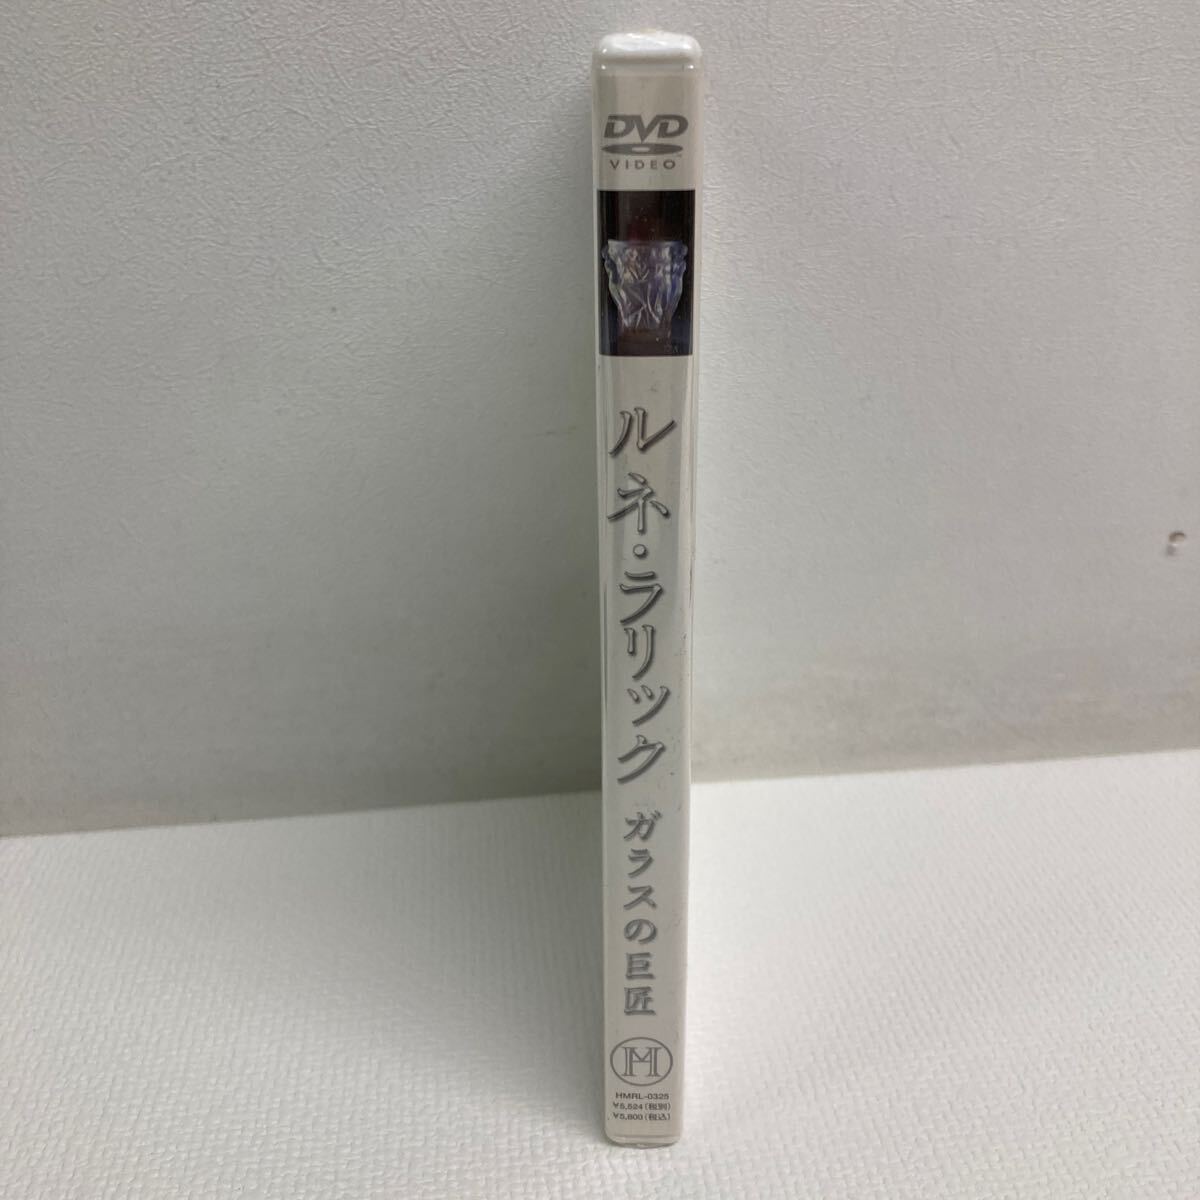 DVD
VIDEO
ルネ・ラリック
ガラスの巨匠
HMRL-0325
¥5,524(税別)
¥5,800(税込)